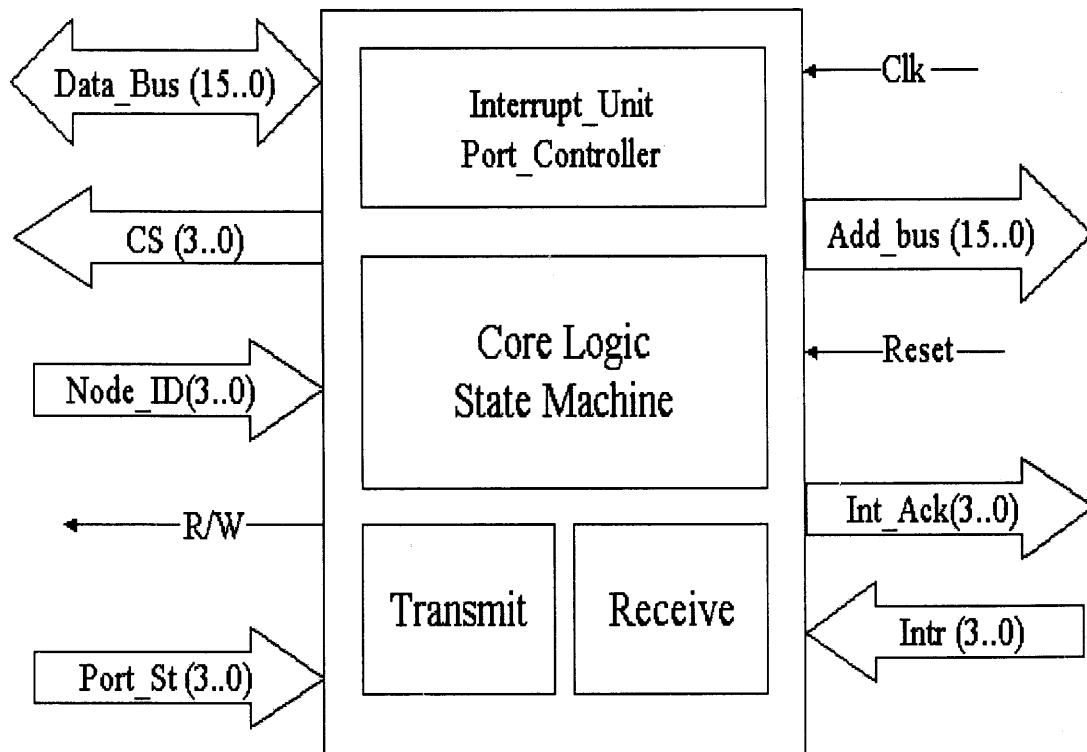 Data_Bus (15..0)
CS (3..0)
Node_ID(3..0)
R/W
Port_St (3..0)
Interrupt_Unit
Port_Controller
Core Logic
State Machine
Transmit
Receive
Clk
Add_bus (15..0)
Reset
Int_Ack(3..0)
Intr (3..0)